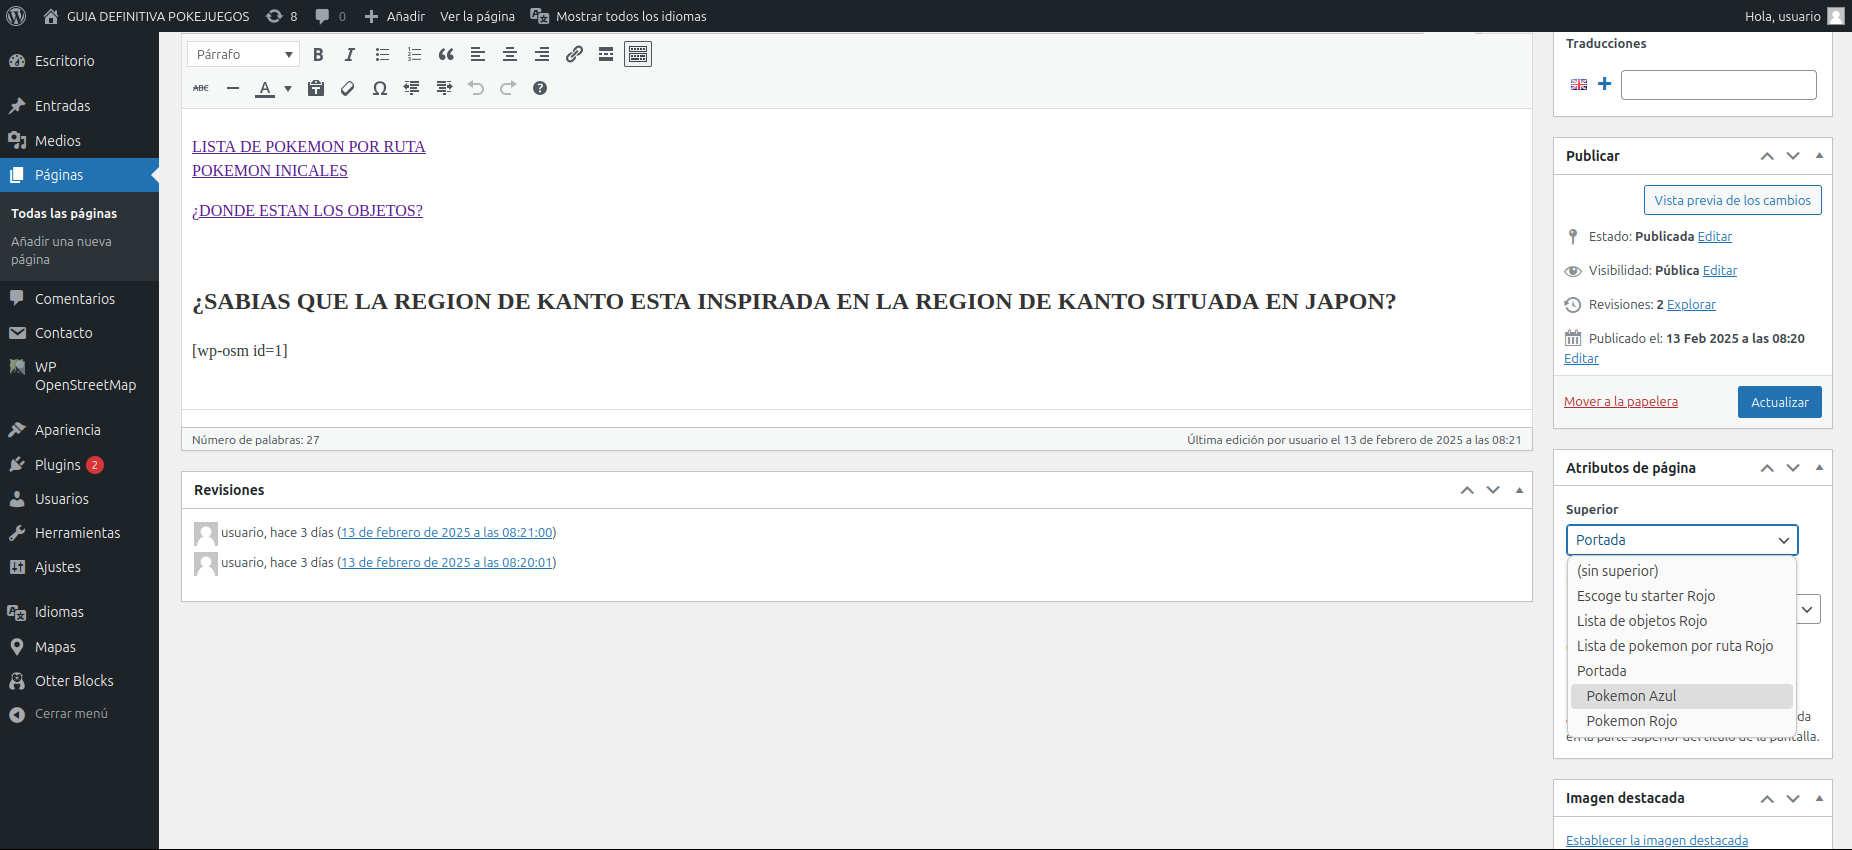 GUIA DEFINITIVA POKEJUEGOS
8
0
Añadir
Ver la página
Mostrar todos los idiomas
Hola, usuario
Escritorio
Entradas
Medios
Páginas
Todas las páginas
Añadir una nueva
página
Comentarios
Contacto
WP
OpenStreetMap
Apariencia
Plugins 2
Usuarios
Herramientas
Ajustes
Idiomas
Mapas
Otter Blocks
Cerrar menú
Párrafo
B
I
ABC
A
Ω
LISTA DE POKEMON POR RUTA
POKEMON INICALES
¿DONDE ESTAN LOS OBJETOS?
¿SABIAS QUE LA REGION DE KANTO ESTA INSPIRADA EN LA REGION DE KANTO SITUADA EN JAPON?
[wp-osm id=1]
Número de palabras: 27
Última edición por usuario el 13 de febrero de 2025 a las 08:21
Revisiones
usuario, hace 3 días (13 de febrero de 2025 a las 08:21:00)
usuario, hace 3 días (13 de febrero de 2025 a las 08:20:01)
Traducciones
Publicar
Vista previa de los cambios
Estado: Publicada Editar
Visibilidad: Pública Editar
Revisiones: 2 Explorar
Publicado el: 13 Feb 2025 a las 08:20
Editar
Mover a la papelera
Actualizar
Atributos de página
Superior
Portada
(sin superior)
Escoge tu starter Rojo
Lista de objetos Rojo
Lista de pokemon por ruta Rojo
Portada
Pokemon Azul
Pokemon Rojo
en la parte superior del título de la pantalla.
Imagen destacada
Establecer la imagen destacada